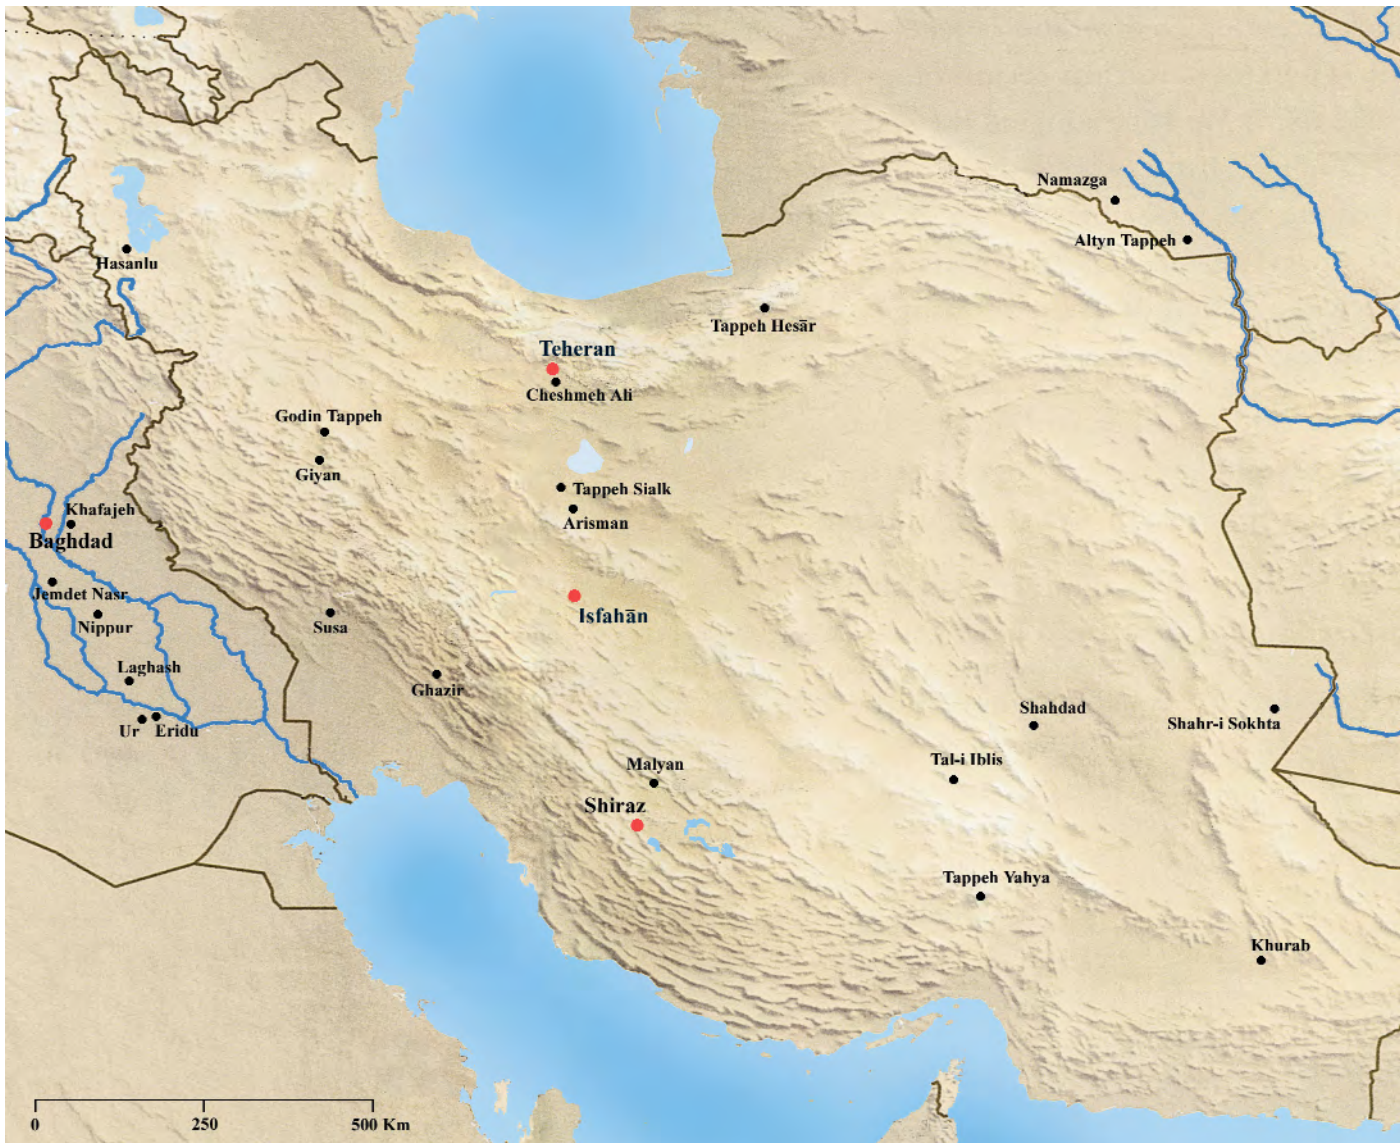 Namazga
Altyn Tappeh
Hasanlu
Tappeh Hesār
Teheran
Cheshmeh Ali
Godin Tappeh
Giyan
Tappeh Sialk
Khafajeh
Arisman
Baghdad
Jemdet Nasr
Nippur
Susa
Isfahān
Laghash
Ghazir
Ur
Eridu
Shahdad
Shahr-i Sokhta
Malyan
Tal-i Iblis
Shiraz
Tappeh Yahya
Khurab
0 250 500 Km